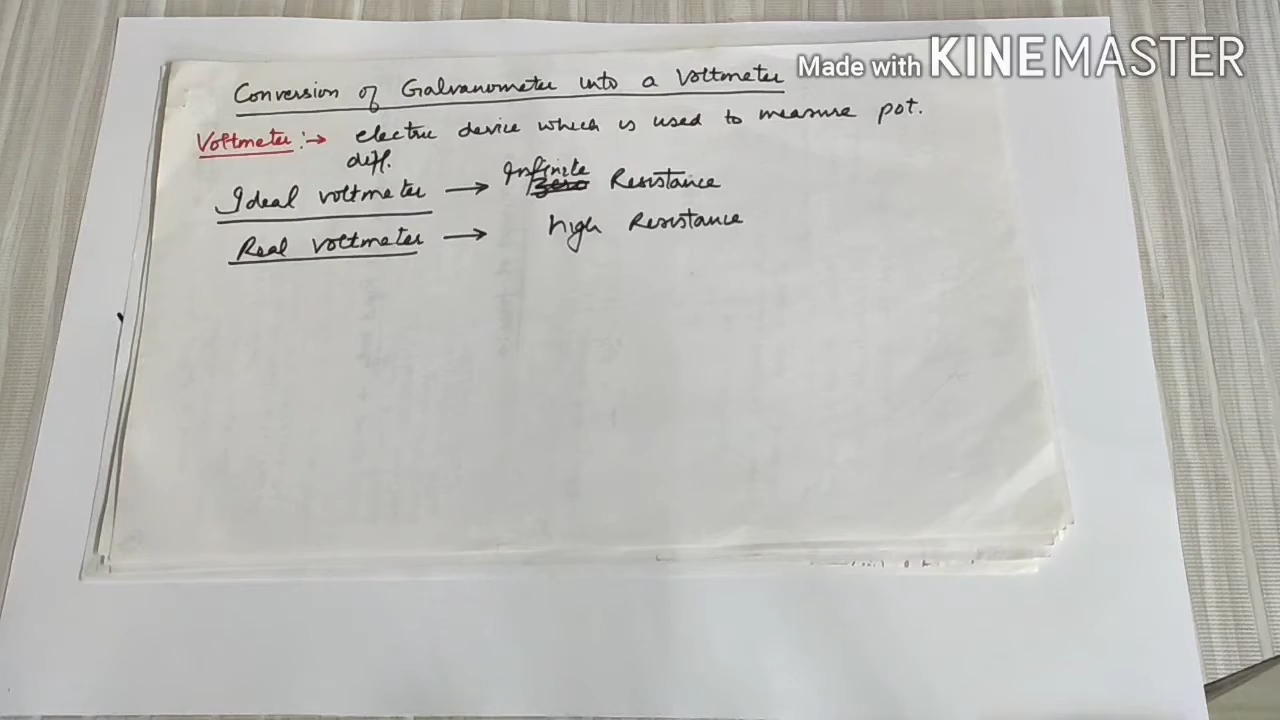 Made with KINEMASTER
Conversion of Galvanometer into a Voltmeter
Voltmeter :→ electric device which is used to measure pot.
diff.
Ideal voltmeter → Infinite Resistance
Real voltmeter → high Resistance